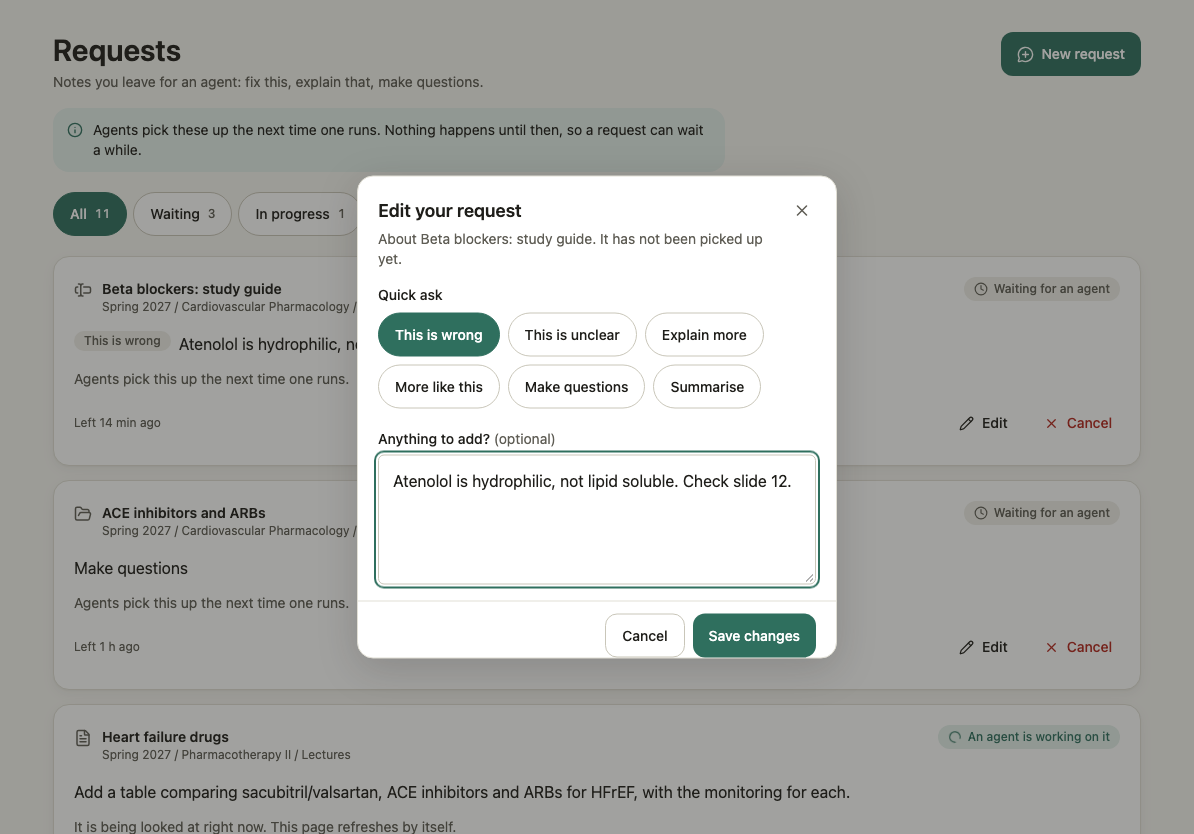 Requests
Notes you leave for an agent: fix this, explain that, make questions.
New request
Agents pick these up the next time one runs. Nothing happens until then, so a request can wait
a while.
All 11
Waiting 3
In progress 1
Edit your request
About Beta blockers: study guide. It has not been picked up
yet.
Quick ask
This is wrong
This is unclear
Explain more
More like this
Make questions
Summarise
Anything to add? (optional)
Atenolol is hydrophilic, not lipid soluble. Check slide 12.
Cancel
Save changes
Beta blockers: study guide
Spring 2027 / Cardiovascular Pharmacology /
Waiting for an agent
This is wrong
Atenolol is hydrophilic,
Agents pick this up the next time one runs.
Left 14 min ago
Edit
Cancel
ACE inhibitors and ARBs
Spring 2027 / Cardiovascular Pharmacology /
Waiting for an agent
Make questions
Agents pick this up the next time one runs.
Left 1 h ago
Edit
Cancel
Heart failure drugs
Spring 2027 / Pharmacotherapy II / Lectures
An agent is working on it
Add a table comparing sacubitril/valsartan, ACE inhibitors and ARBs for HFrEF, with the monitoring for each.
It is being looked at right now. This page refreshes by itself.